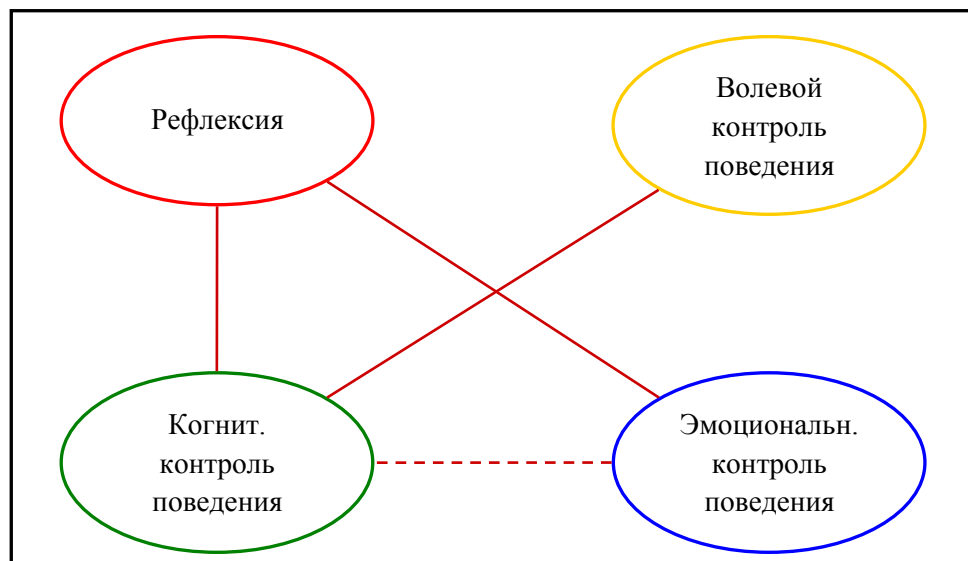 Рефлексия
Волевой
контроль
поведения
Когнит.
контроль
поведения
Эмоциональн.
контроль
поведения